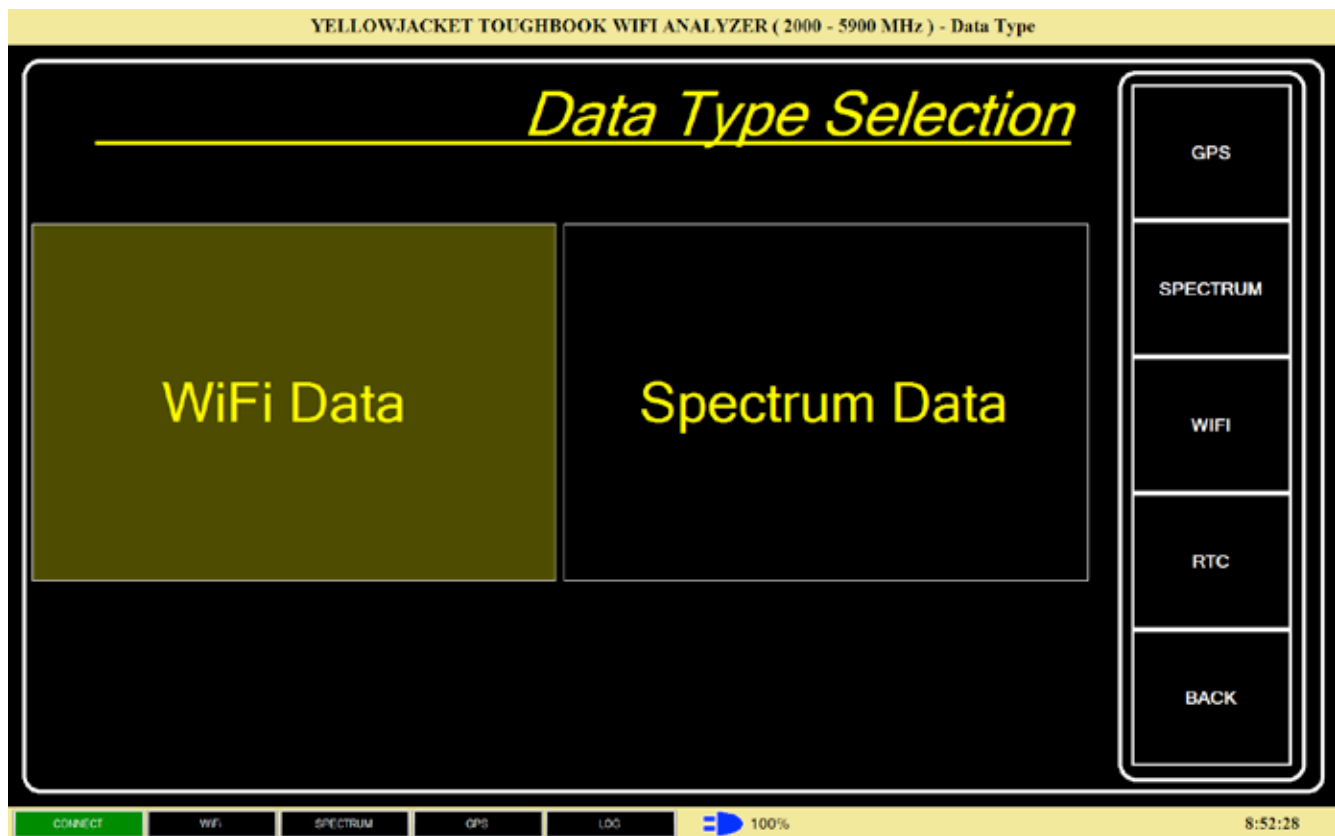 YELLOWJACKET TOUGHBOOK WIFI ANALYZER ( 2000 - 5900 MHz ) - Data Type
Data Type Selection
WiFi Data
Spectrum Data
GPS
SPECTRUM
WIFI
RTC
BACK
CONNECT WiFi SPECTRUM GPS LOG 100% 8:52:28